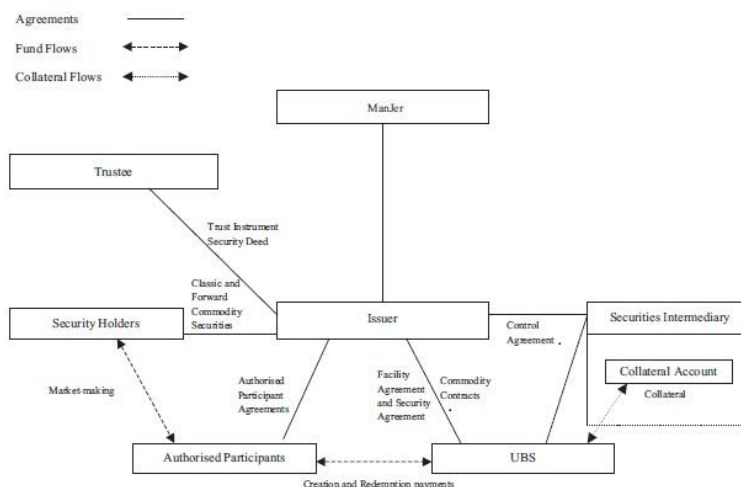 Agreements
Fund Flows
Collateral Flows
ManJer
Trustee
Trust Instrument
Security Deed
Classic and
Forward
Commodity
Securities
Security Holders
Issuer
Securities Intermediary
Control
Agreement .
Collateral Account
Collateral
Market-making
Authorised
Participant
Agreements
Facility
Agreement
and Security
Agreement
Commodity
Contracts
.
Authorised Participants
UBS
Creation and Redemption payments